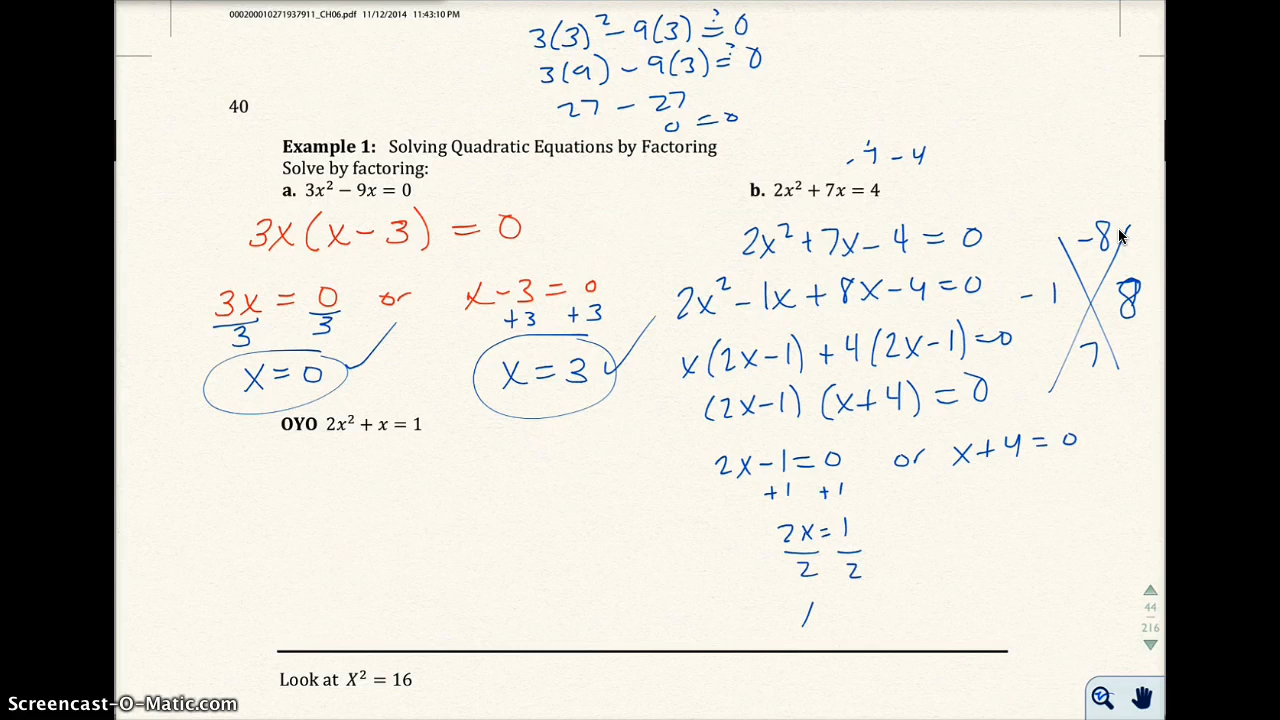 000200010271937911_CH06.pdf 11/12/2014 11:43:10 PM
3(3)² - 9(3) ≟ 0
3(9) - 9(3) ≟ 0
27 - 27
0 = 0
40
Example 1: Solving Quadratic Equations by Factoring
Solve by factoring:
a. 3x² − 9x = 0
3x(x - 3) = 0
3x = 0 or x - 3 = 0
3 3 +3 +3
x = 0 x = 3
OYO 2x² + x = 1
- 4 - 4
b. 2x² + 7x = 4
2x² + 7x - 4 = 0
2x² - 1x + 8x - 4 = 0
x(2x - 1) + 4(2x - 1) = 0
(2x - 1) (x + 4) = 0
2x - 1 = 0 or x + 4 = 0
+1 +1
2x = 1
2 2
-8
- 1 8
7
Look at X² = 16
44
216
Screencast-O-Matic.com